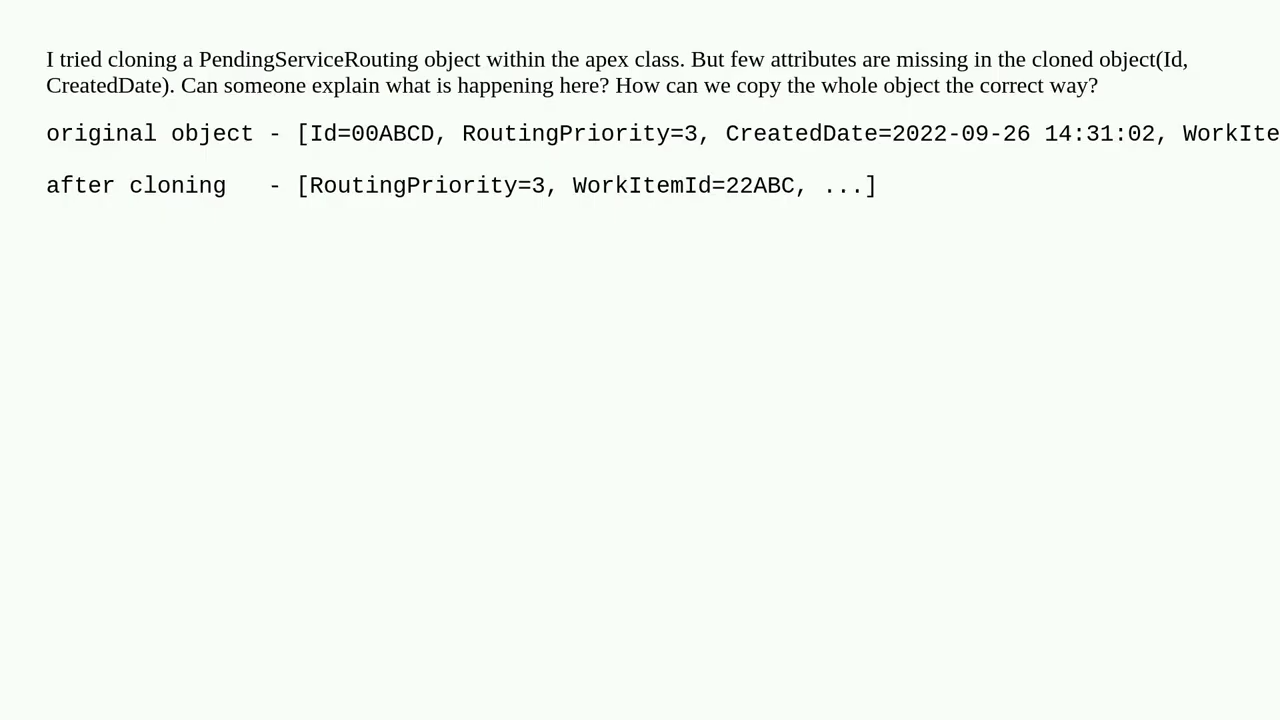 I tried cloning a PendingServiceRouting object within the apex class. But few attributes are missing in the cloned object(Id,
CreatedDate). Can someone explain what is happening here? How can we copy the whole object the correct way?
original object - [Id=00ABCD, RoutingPriority=3, CreatedDate=2022-09-26 14:31:02, WorkIte
after cloning   - [RoutingPriority=3, WorkItemId=22ABC, ...]